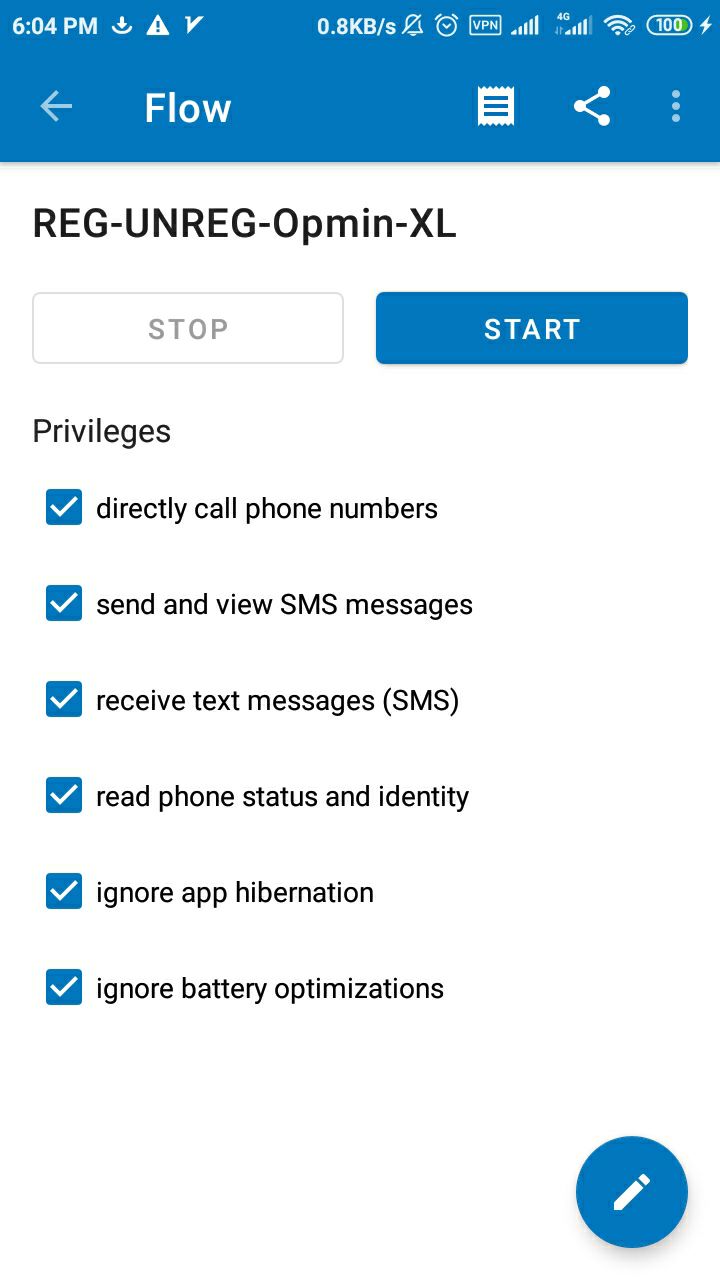 6:04 PM 0.8KB/s VPN 4G 100
Flow
REG-UNREG-Opmin-XL
STOP START
Privileges
directly call phone numbers
send and view SMS messages
receive text messages (SMS)
read phone status and identity
ignore app hibernation
ignore battery optimizations